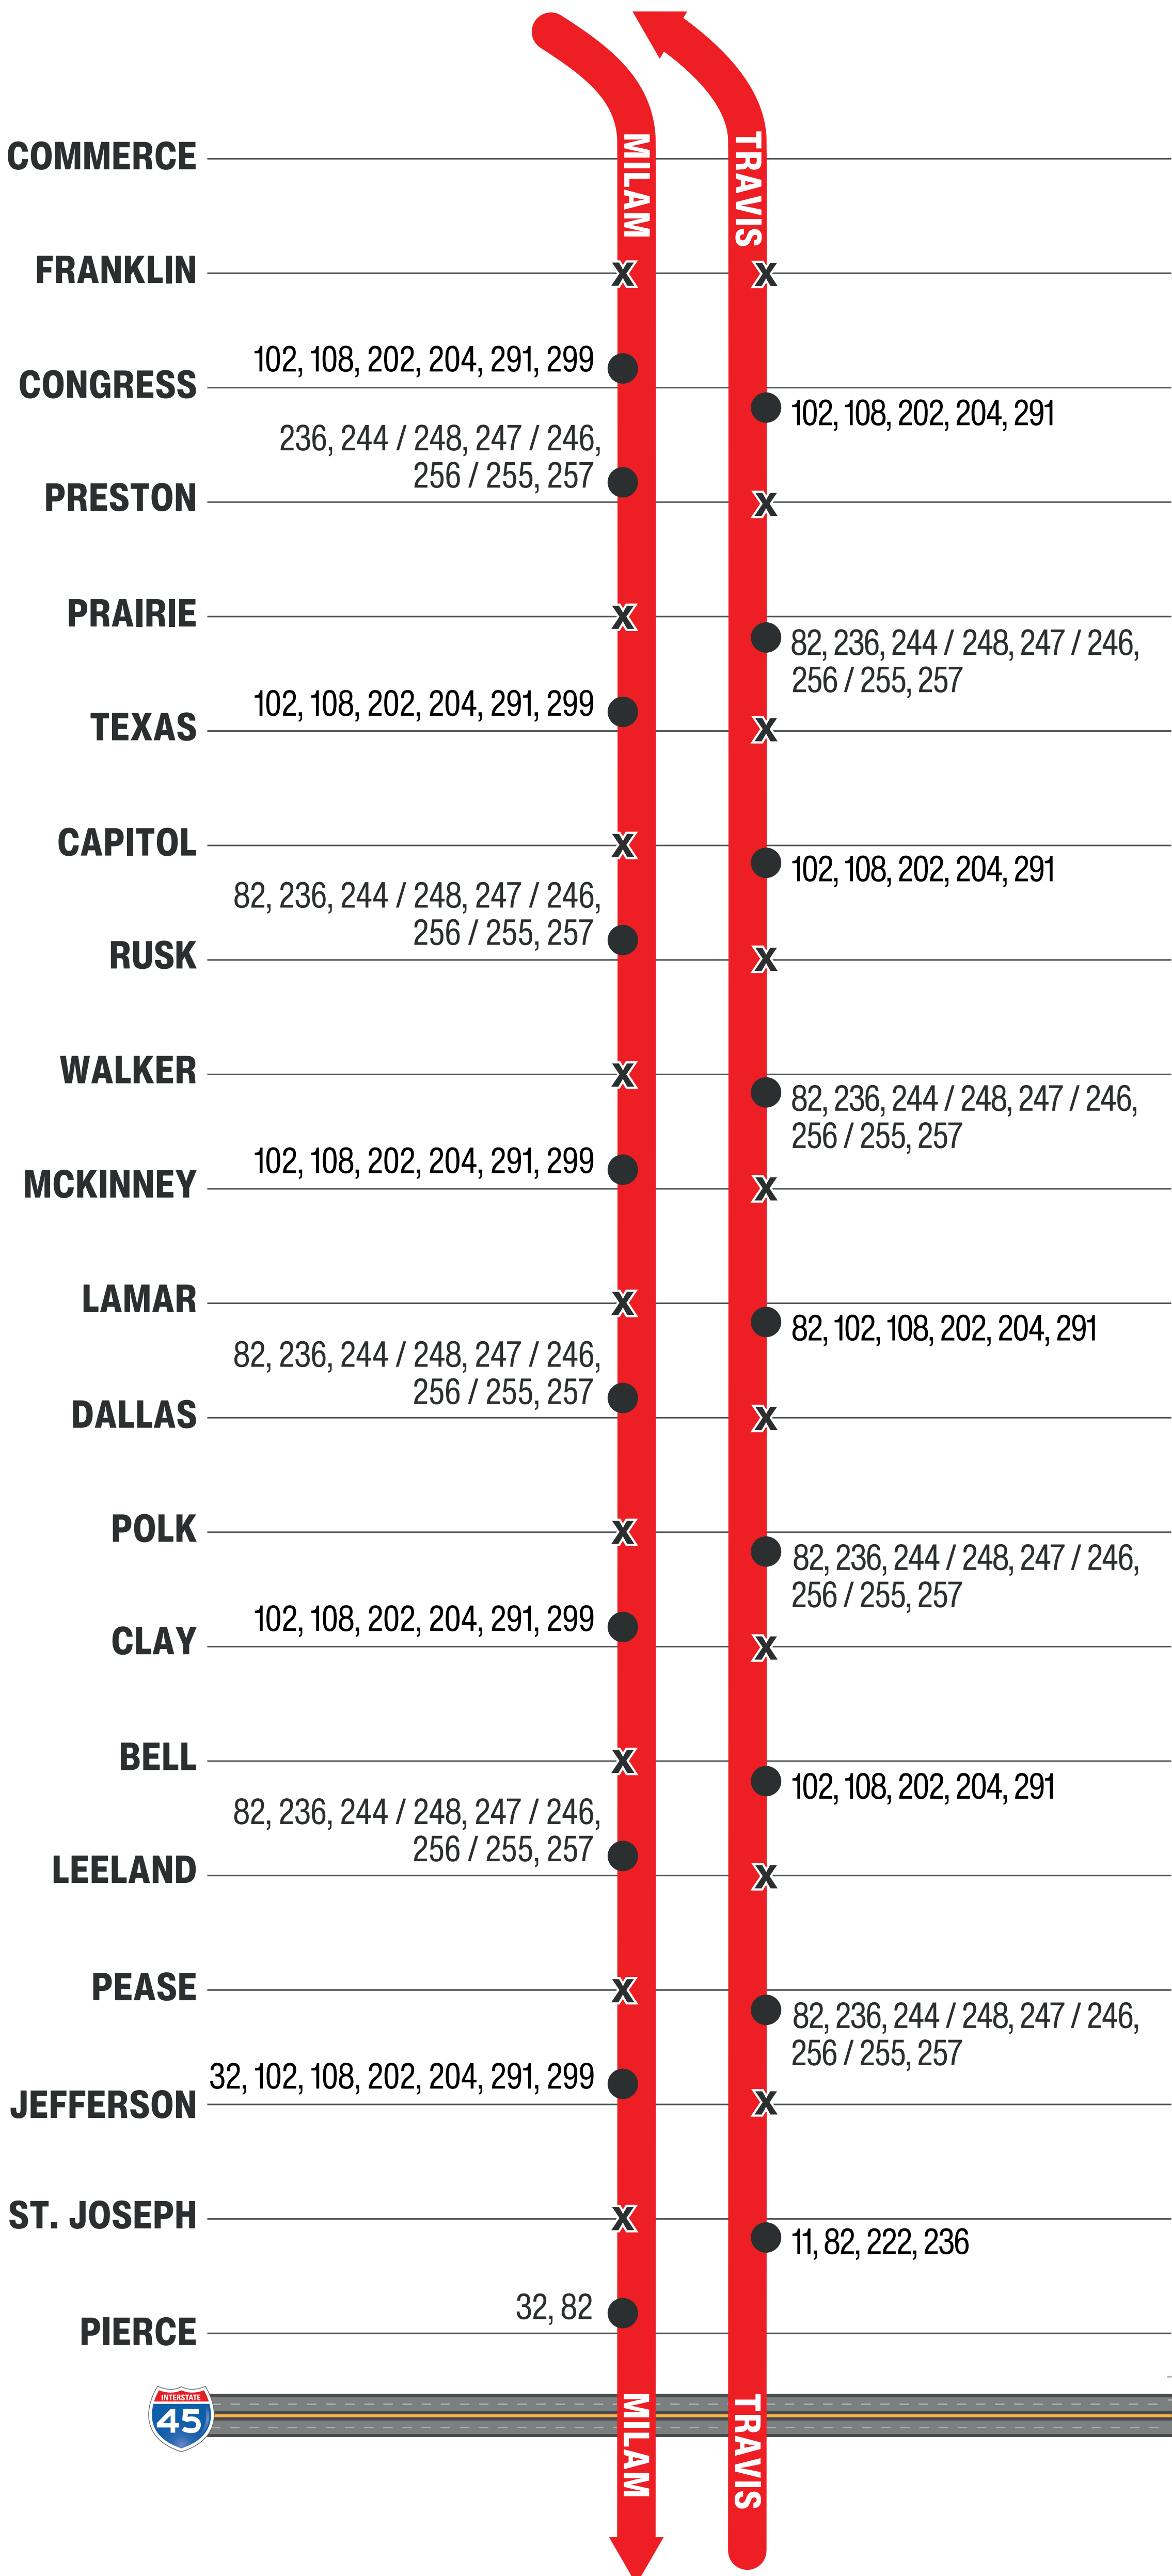 MILAM
TRAVIS
COMMERCE
FRANKLIN
X
X
102, 108, 202, 204, 291, 299
CONGRESS
102, 108, 202, 204, 291
236, 244 / 248, 247 / 246,
256 / 255, 257
PRESTON
X
PRAIRIE
X
82, 236, 244 / 248, 247 / 246,
256 / 255, 257
102, 108, 202, 204, 291, 299
TEXAS
X
CAPITOL
X
102, 108, 202, 204, 291
82, 236, 244 / 248, 247 / 246,
256 / 255, 257
RUSK
X
WALKER
X
82, 236, 244 / 248, 247 / 246,
256 / 255, 257
102, 108, 202, 204, 291, 299
MCKINNEY
X
LAMAR
X
82, 102, 108, 202, 204, 291
82, 236, 244 / 248, 247 / 246,
256 / 255, 257
DALLAS
X
POLK
X
82, 236, 244 / 248, 247 / 246,
256 / 255, 257
102, 108, 202, 204, 291, 299
CLAY
X
BELL
X
102, 108, 202, 204, 291
82, 236, 244 / 248, 247 / 246,
256 / 255, 257
LEELAND
X
PEASE
X
82, 236, 244 / 248, 247 / 246,
256 / 255, 257
32, 102, 108, 202, 204, 291, 299
JEFFERSON
X
ST. JOSEPH
X
11, 82, 222, 236
32, 82
PIERCE
INTERSTATE
45
MILAM
TRAVIS